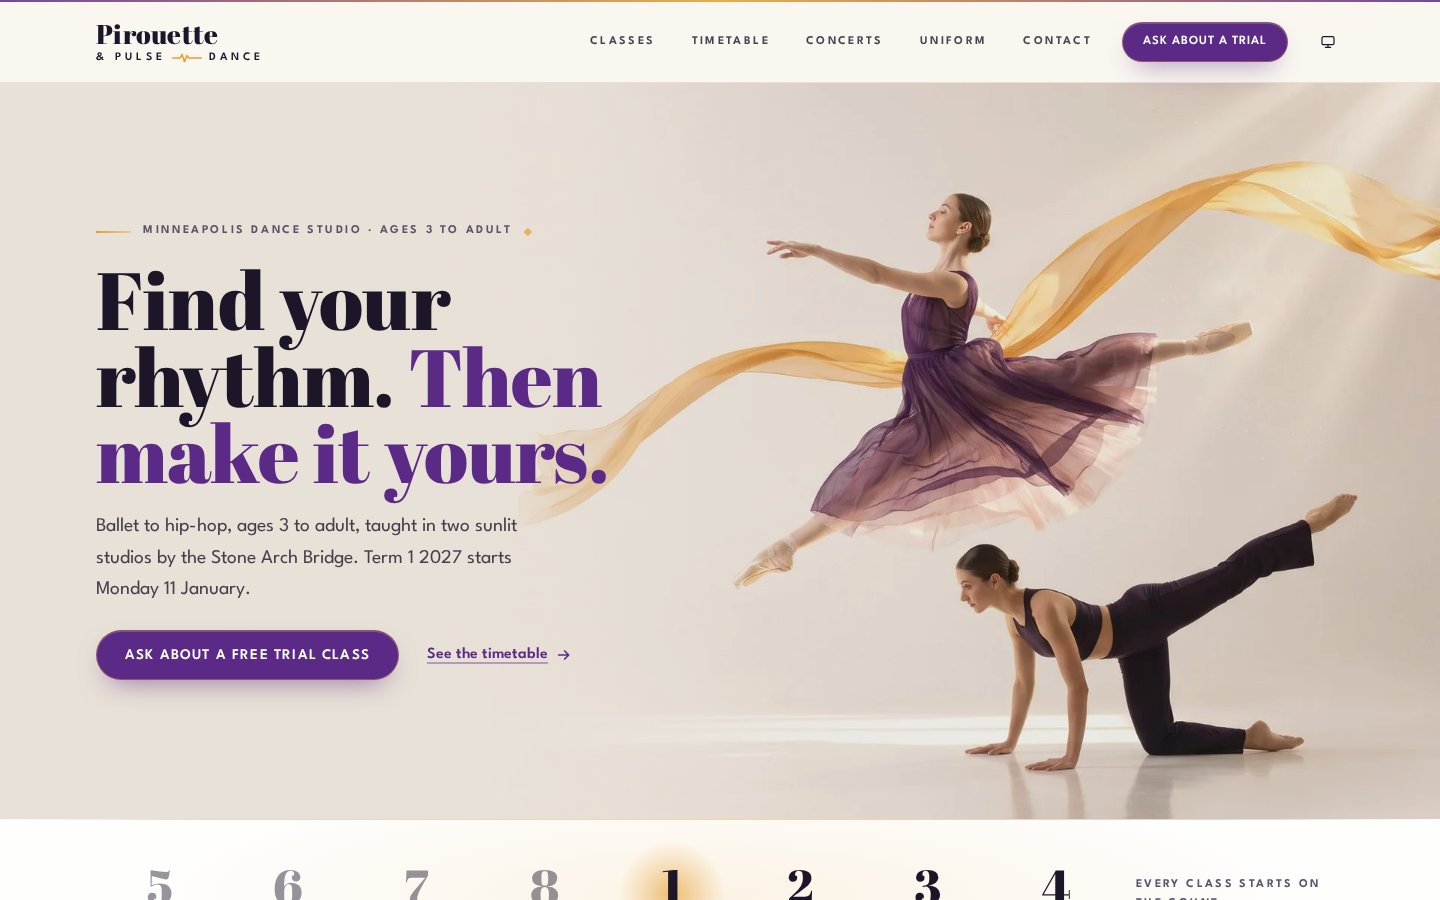 Pirouette
& PULSE DANCE
CLASSES TIMETABLE CONCERTS UNIFORM CONTACT ASK ABOUT A TRIAL
MINNEAPOLIS DANCE STUDIO · AGES 3 TO ADULT
Find your
rhythm. Then
make it yours.
Ballet to hip-hop, ages 3 to adult, taught in two sunlit
studios by the Stone Arch Bridge. Term 1 2027 starts
Monday 11 January.
ASK ABOUT A FREE TRIAL CLASS See the timetable
5 6 7 8 1 2 3 4 EVERY CLASS STARTS ON
THE COUNT